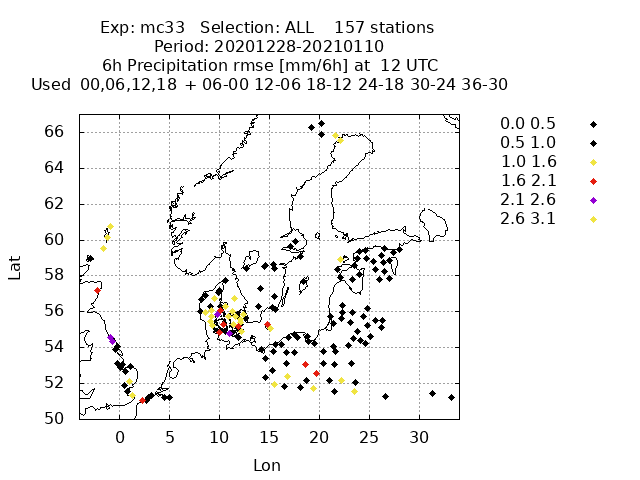 Exp: mc33   Selection: ALL    157 stations
Period: 20201228-20210110
6h Precipitation rmse [mm/6h] at  12 UTC
Used  00,06,12,18  + 06-00 12-06 18-12 24-18 30-24 36-30
0.0 0.5
0.5 1.0
1.0 1.6
1.6 2.1
2.1 2.6
2.6 3.1
66
64
62
60
58
56
54
52
50
Lat
0 5 10 15 20 25 30
Lon